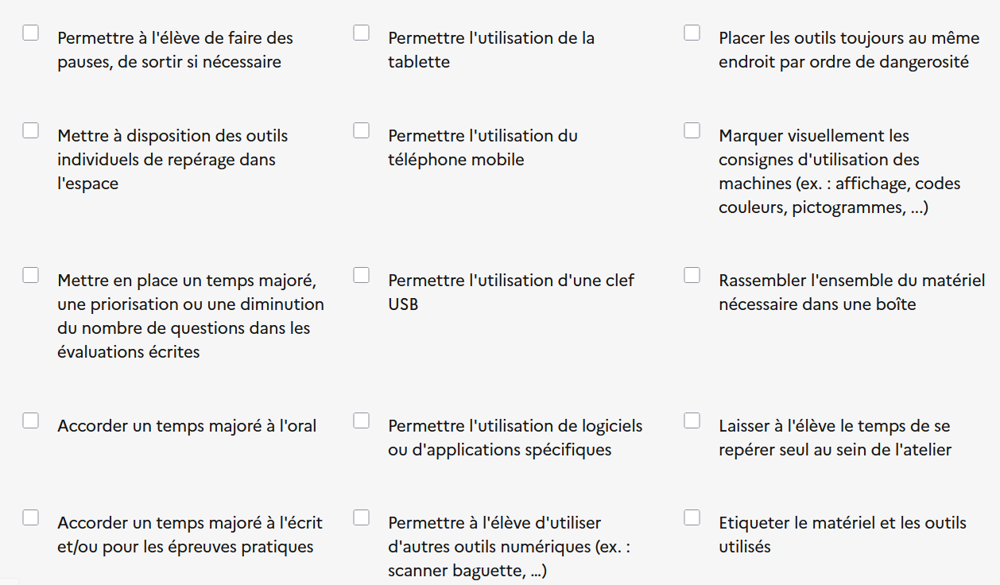 Permettre à l'élève de faire des
pauses, de sortir si nécessaire
Permettre l'utilisation de la
tablette
Placer les outils toujours au même
endroit par ordre de dangerosité
Mettre à disposition des outils
individuels de repérage dans
l'espace
Permettre l'utilisation du
téléphone mobile
Marquer visuellement les
consignes d'utilisation des
machines (ex. : affichage, codes
couleurs, pictogrammes, ...)
Mettre en place un temps majoré,
une priorisation ou une diminution
du nombre de questions dans les
évaluations écrites
Permettre l'utilisation d'une clef
USB
Rassembler l'ensemble du matériel
nécessaire dans une boîte
Accorder un temps majoré à l'oral
Permettre l'utilisation de logiciels
ou d'applications spécifiques
Laisser à l'élève le temps de se
repérer seul au sein de l'atelier
Accorder un temps majoré à l'écrit
et/ou pour les épreuves pratiques
Permettre à l'élève d'utiliser
d'autres outils numériques (ex. :
scanner baguette, ...)
Etiqueter le matériel et les outils
utilisés